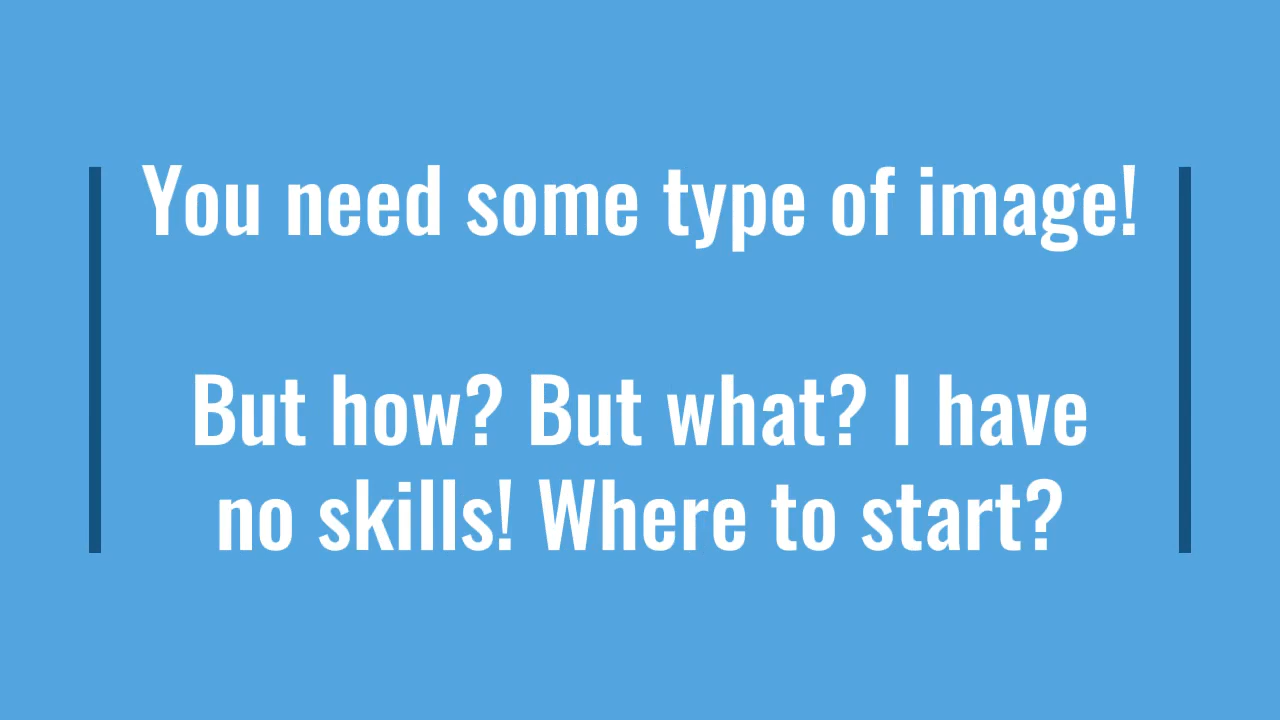 You need some type of image!
But how? But what? I have
no skills! Where to start?